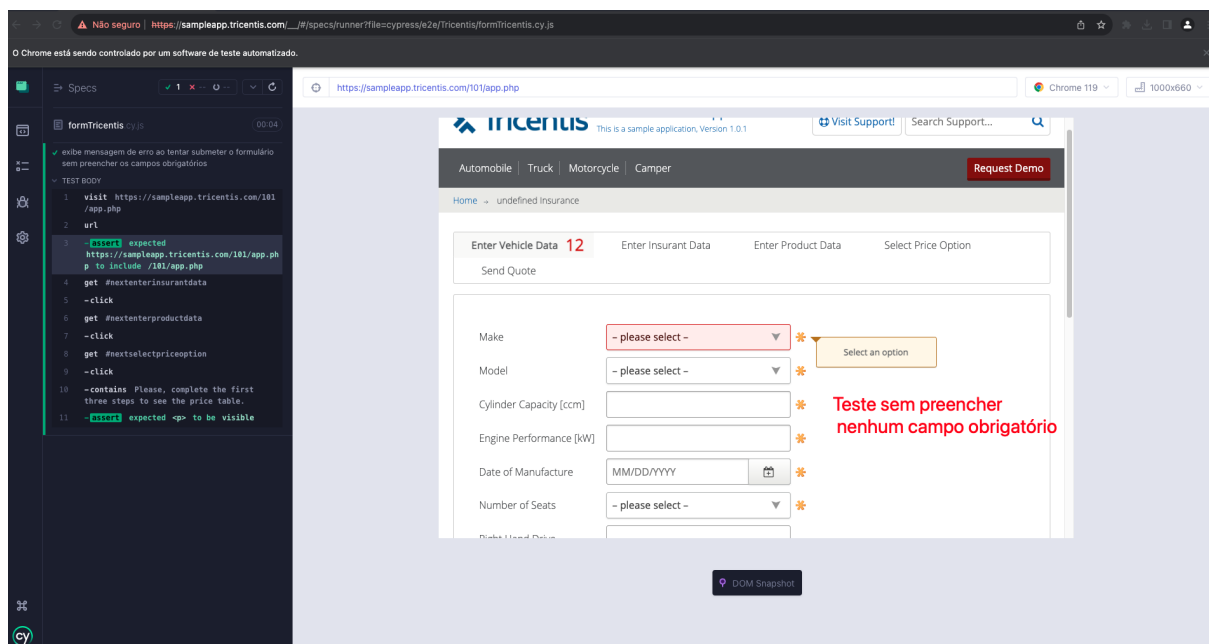 Não seguro | https://sampleapp.tricentis.com/__/#/specs/runner?file=cypress/e2e/Tricentis/formTricentis.cy.js
O Chrome está sendo controlado por um software de teste automatizado.
Specs
1 -- --
formTricentis cy.js 00:04
exibe mensagem de erro ao tentar submeter o formulário
sem preencher os campos obrigatórios
TEST BODY
1 visit https://sampleapp.tricentis.com/101
/app.php
2 url
3 -assert expected
https://sampleapp.tricentis.com/101/app.ph
p to include /101/app.php
4 get #nextenterinsurantdata
5 -click
6 get #nextenterproductdata
7 -click
8 get #nextselectpriceoption
9 -click
10 -contains Please, complete the first
three steps to see the price table.
11 -assert expected <p> to be visible
cy
https://sampleapp.tricentis.com/101/app.php
Chrome 119
1000x660
Tricentis
This is a sample application, Version 1.0.1
Visit Support!
Search Support...
Automobile | Truck | Motorcycle | Camper
Request Demo
Home → undefined Insurance
Enter Vehicle Data 12
Enter Insurant Data
Enter Product Data
Select Price Option
Send Quote
Make
– please select –
Select an option
Model
– please select –
Cylinder Capacity [ccm]
Teste sem preencher
nenhum campo obrigatório
Engine Performance [kW]
Date of Manufacture
MM/DD/YYYY
Number of Seats
– please select –
Right Hand Drive
DOM Snapshot